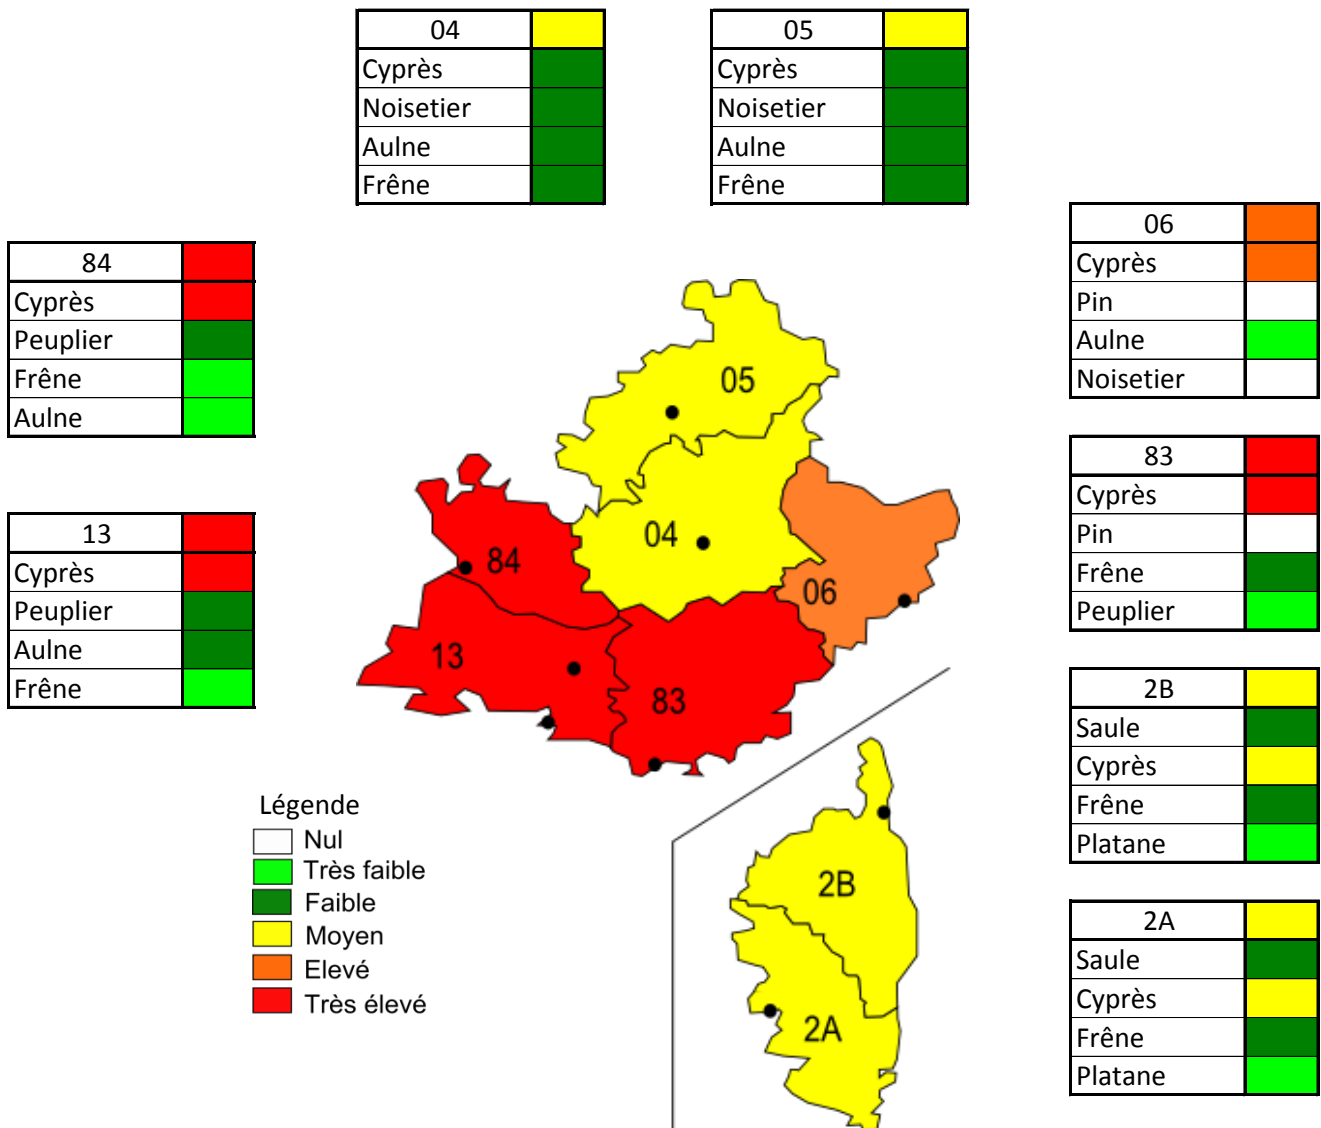 04
Cyprès
Noisetier
Aulne
Frêne
05
Cyprès
Noisetier
Aulne
Frêne
84
Cyprès
Peuplier
Frêne
Aulne
13
Cyprès
Peuplier
Aulne
Frêne
06
Cyprès
Pin
Aulne
Noisetier
83
Cyprès
Pin
Frêne
Peuplier
2B
Saule
Cyprès
Frêne
Platane
2A
Saule
Cyprès
Frêne
Platane
05
04
84
06
13
83
2B
2A
Légende
Nul
Très faible
Faible
Moyen
Elevé
Très élevé